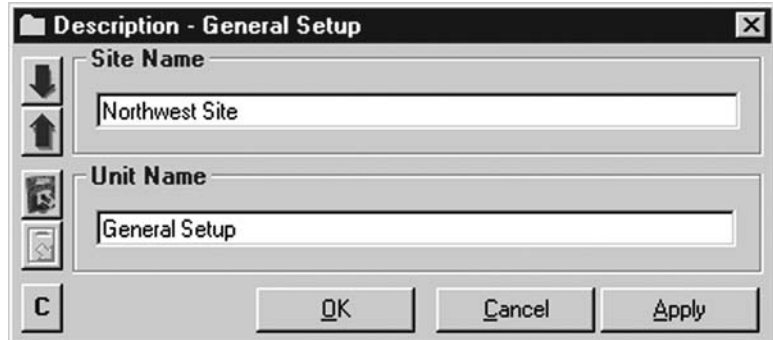 Description - General Setup
Site Name
Northwest Site
Unit Name
General Setup
C
OK
Cancel
Apply